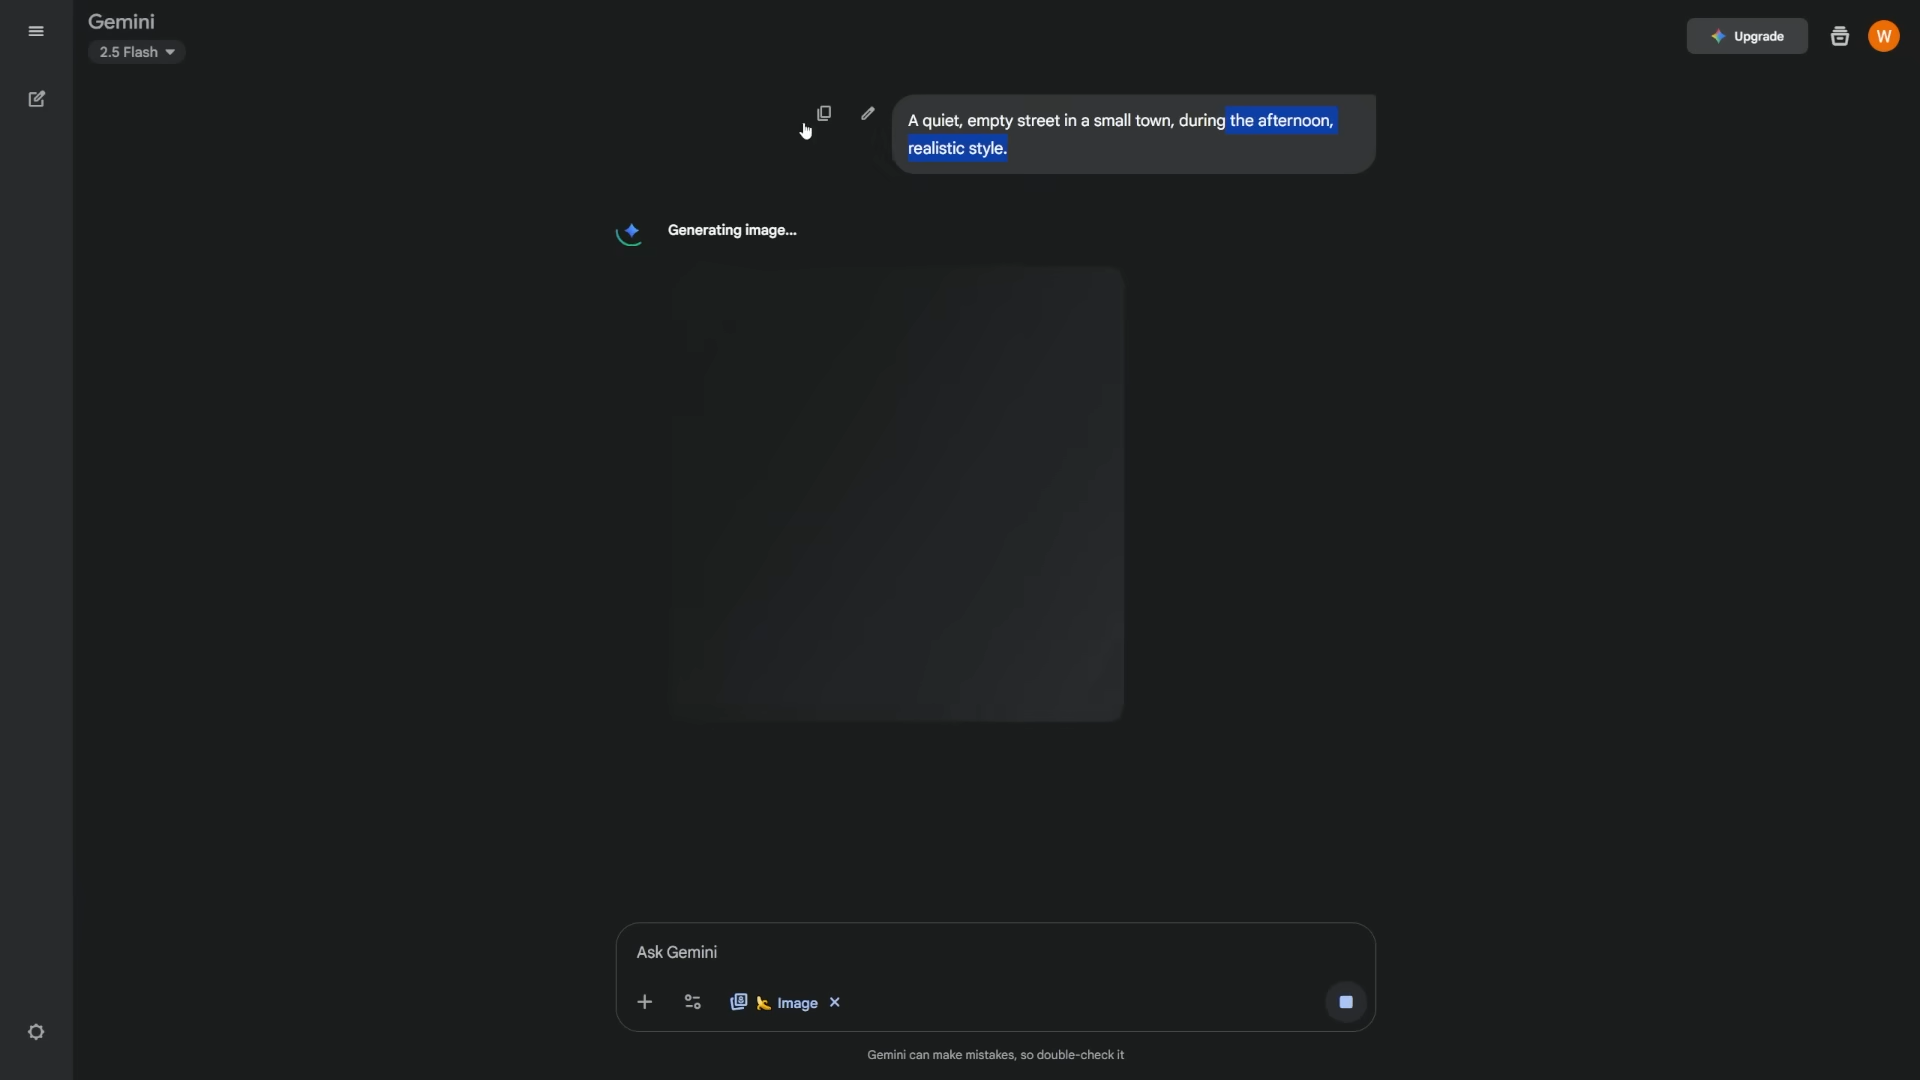 Gemini
2.5 Flash
Upgrade
W
A quiet, empty street in a small town, during the afternoon,
realistic style.
Generating image...
Ask Gemini
Image
Gemini can make mistakes, so double-check it